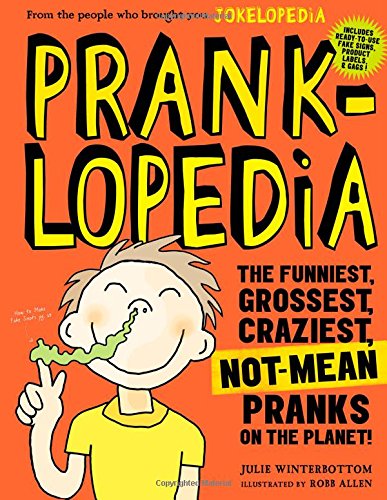 From the people who brought you JOKELOPEDIA
INCLUDES
READY-TO-USE
FAKE SIGNS,
PRODUCT
LABELS,
& GAGS!
PRANK-
LOPEDiA
THE FUNNIEST,
GROSSEST,
CRAZIEST,
NOT-MEAN
PRANKS
ON THE PLANET!
How to Make
Fake Snot: pg.
JULIE WINTERBOTTOM
ILLUSTRATED BY ROBB ALLEN
Copyrighted Material